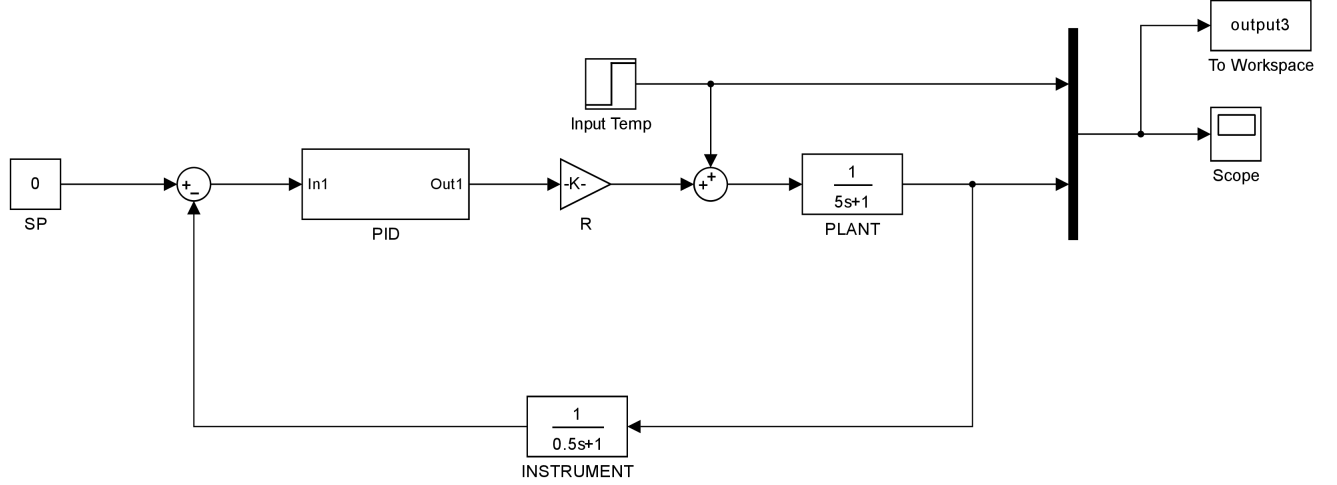 output3
To Workspace
Input Temp
Scope
0
SP
In1
Out1
PID
-K-
R
1
5s+1
PLANT
1
0.5s+1
INSTRUMENT
+
−
+
+